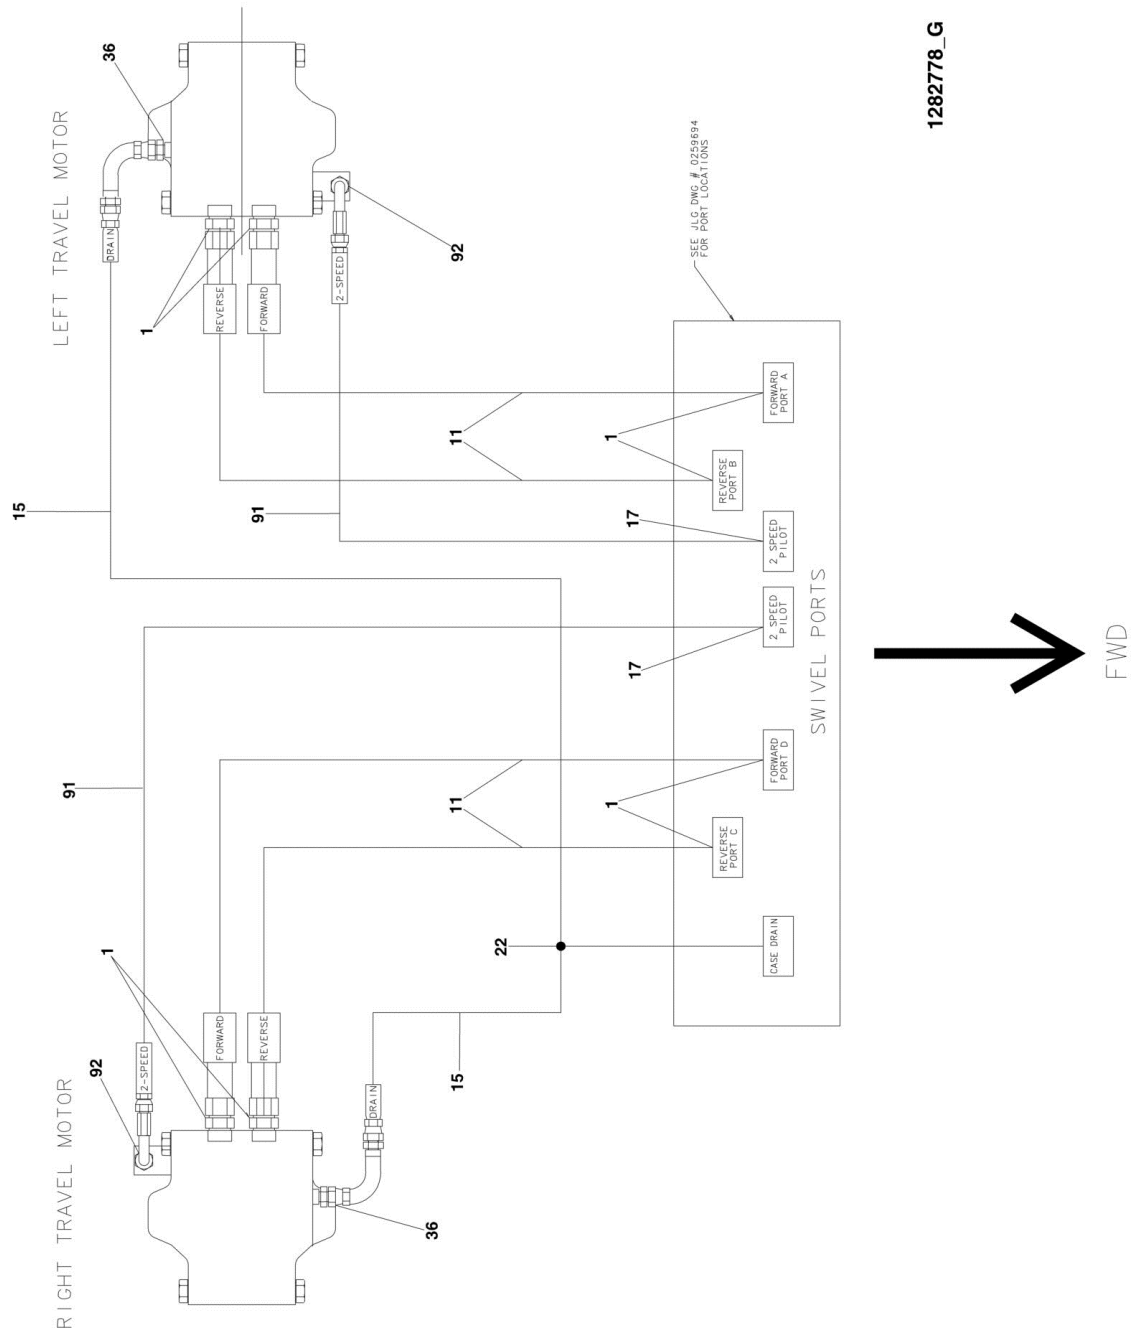 1282778_G
LEFT TRAVEL MOTOR
36
DRAIN
15
1
REVERSE
FORWARD
2-SPEED
92
91
11
1
17
SEE JLG DWG # 0259694
FOR PORT LOCATIONS
FORWARD
PORT A
REVERSE
PORT B
2 SPEED
PILOT
2 SPEED
PILOT
17
SWIVEL PORTS
FORWARD
PORT D
REVERSE
PORT C
CASE DRAIN
1
11
22
91
15
RIGHT TRAVEL MOTOR
92
2-SPEED
1
FORWARD
REVERSE
DRAIN
36
FWD